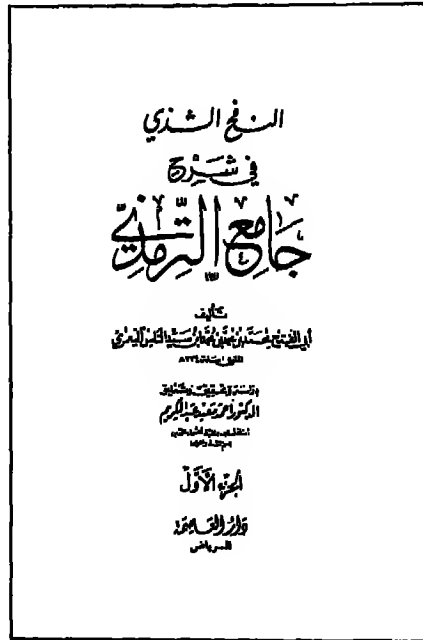 النفح الشذي
في شرح
جامع الترمذي
تأليف
أبي الفتح محمد بن محمد بن محمد ابن سيد الناس اليعمري
المتوفى سنة ٧٣٤هـ
دراسة وتحقيق وتعليق
الدكتور أحمد معبد عبد الكريم
الجزء الأول
دار العاصمة
الرياض